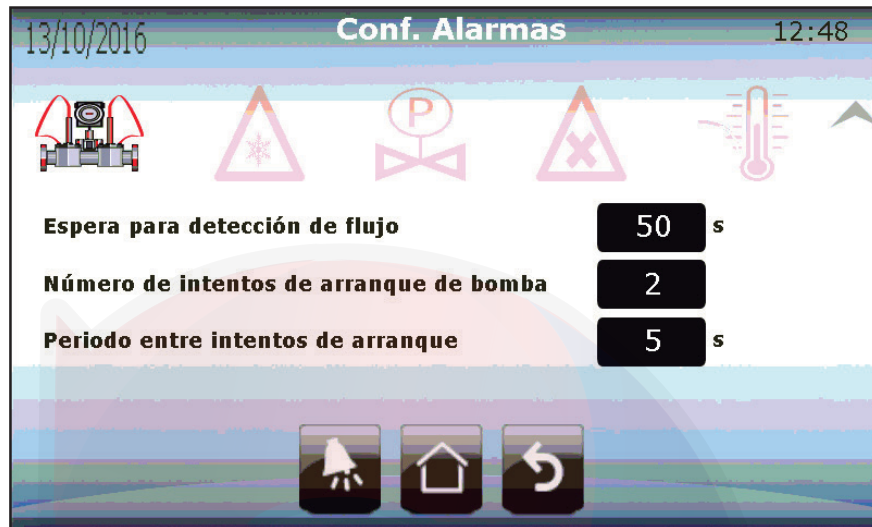 13/10/2016 Conf. Alarmas 12:48
P
Espera para detección de flujo 50 s
Número de intentos de arranque de bomba 2
Periodo entre intentos de arranque 5 s